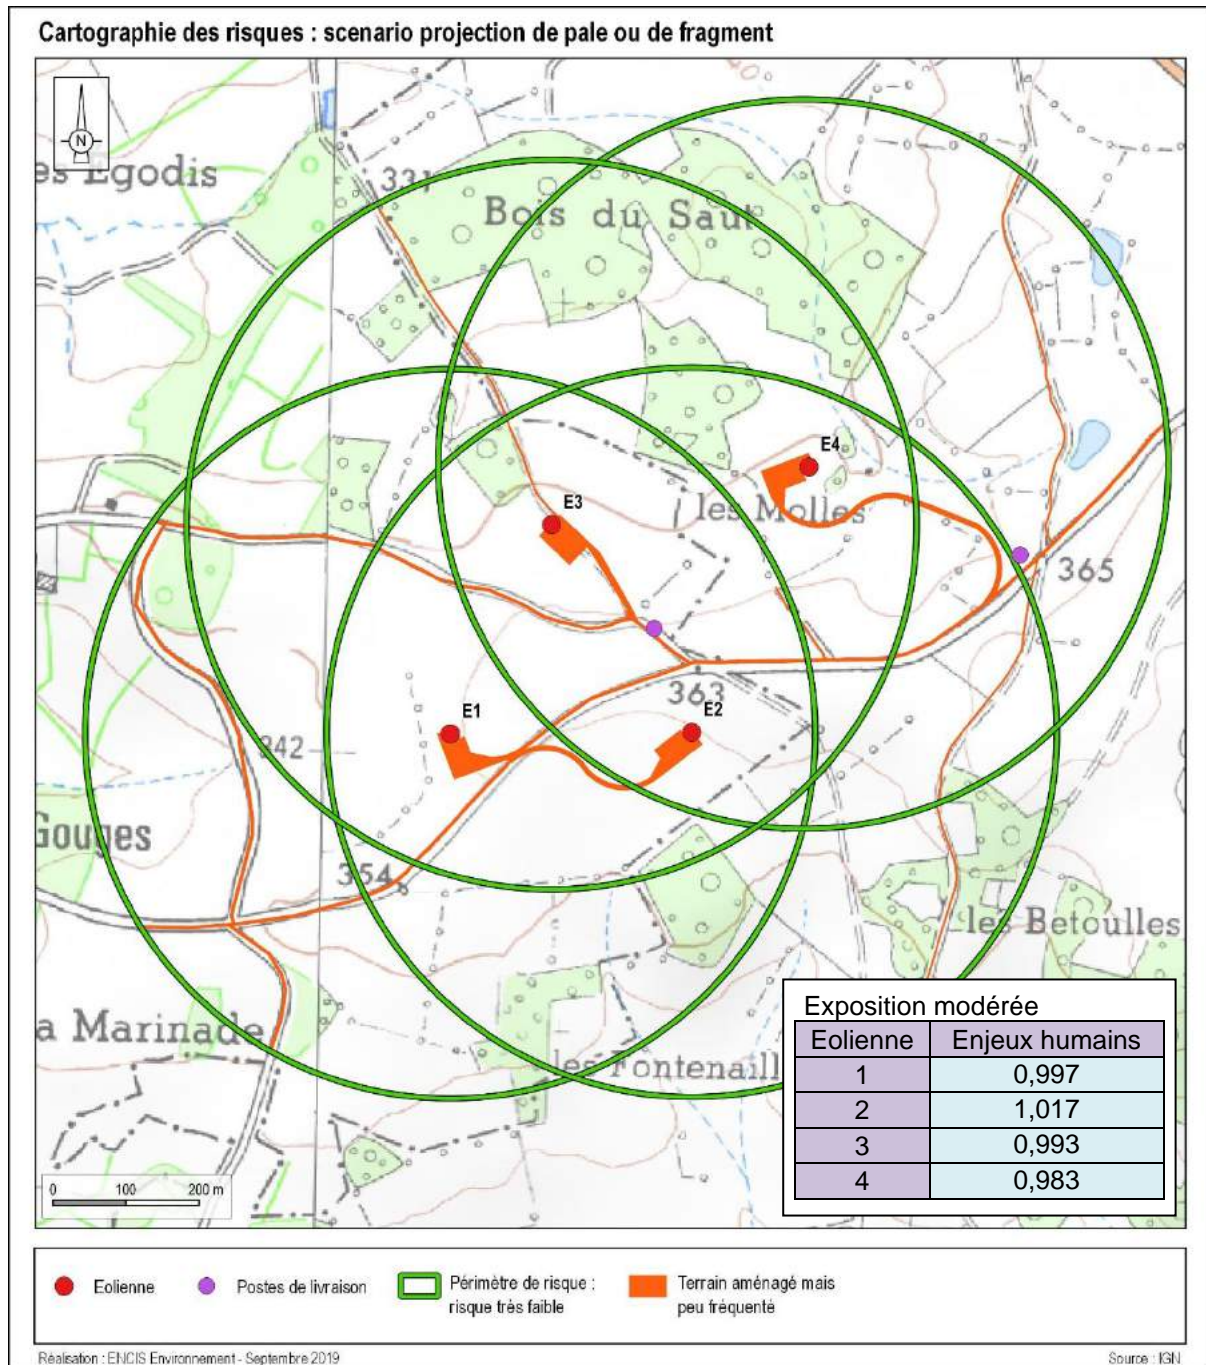 Cartographie des risques : scenario projection de pale ou de fragment
N
es Egodis
331
Bois du Saut
E4
les Molles
E3
365
363
E1
E2
342
Gouges
354
les Betoulles
a Marinade
les Fontenaill
Exposition modérée
Eolienne Enjeux humains
1 0,997
2 1,017
3 0,993
4 0,983
0 100 200 m
Eolienne
Postes de livraison
Périmètre de risque :
risque très faible
Terrain aménagé mais
peu fréquenté
Réalisation : ENCIS Environnement - Septembre 2019
Source : IGN